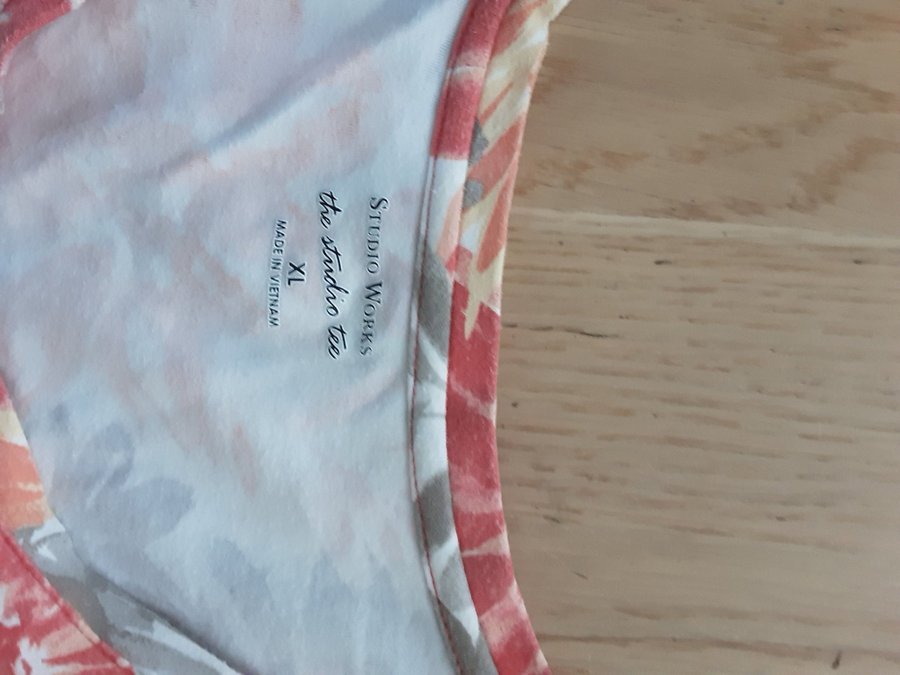 STUDIO WORKS
the studio tee
XL
MADE IN VIETNAM